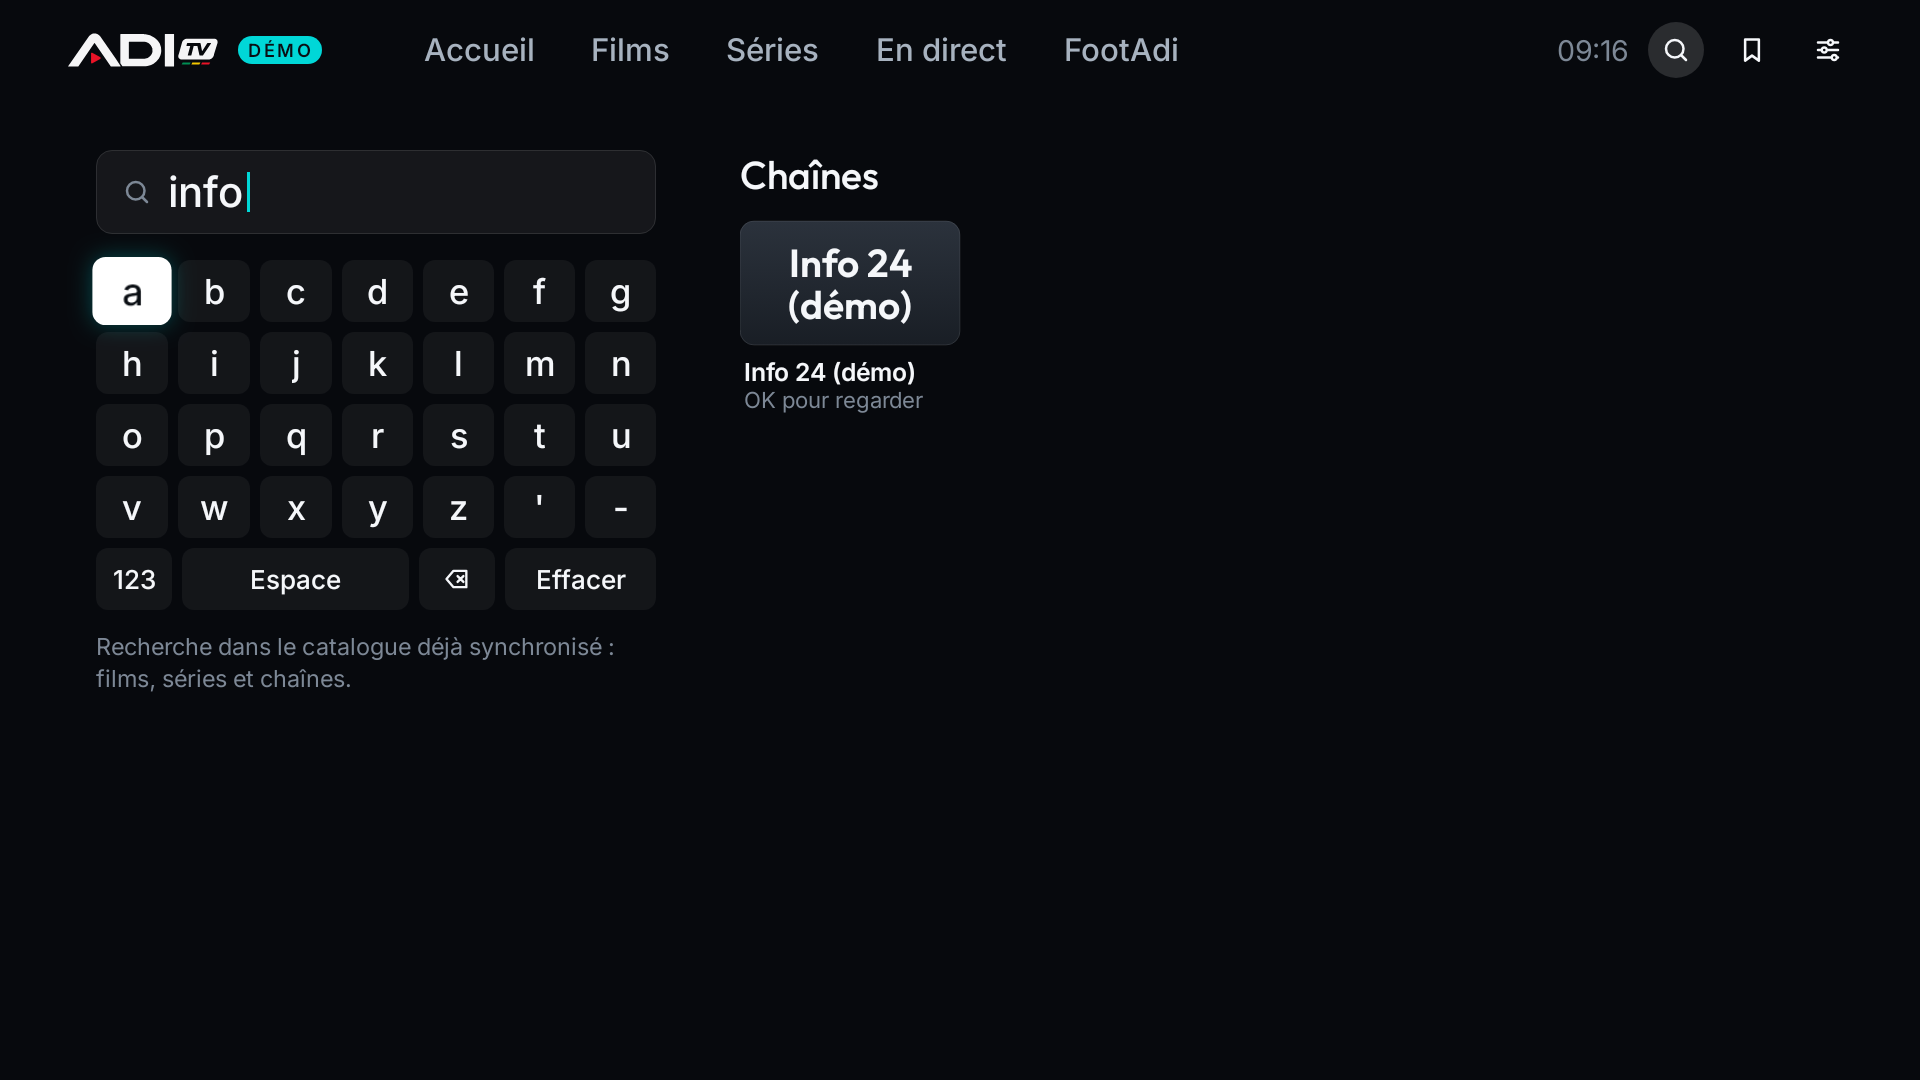 ADI TV DÉMO Accueil Films Séries En direct FootAdi 09:16
info
a b c d e f g
h i j k l m n
o p q r s t u
v w x y z ' -
123 Espace Effacer
Recherche dans le catalogue déjà synchronisé :
films, séries et chaînes.
Chaînes
Info 24
(démo)
Info 24 (démo)
OK pour regarder